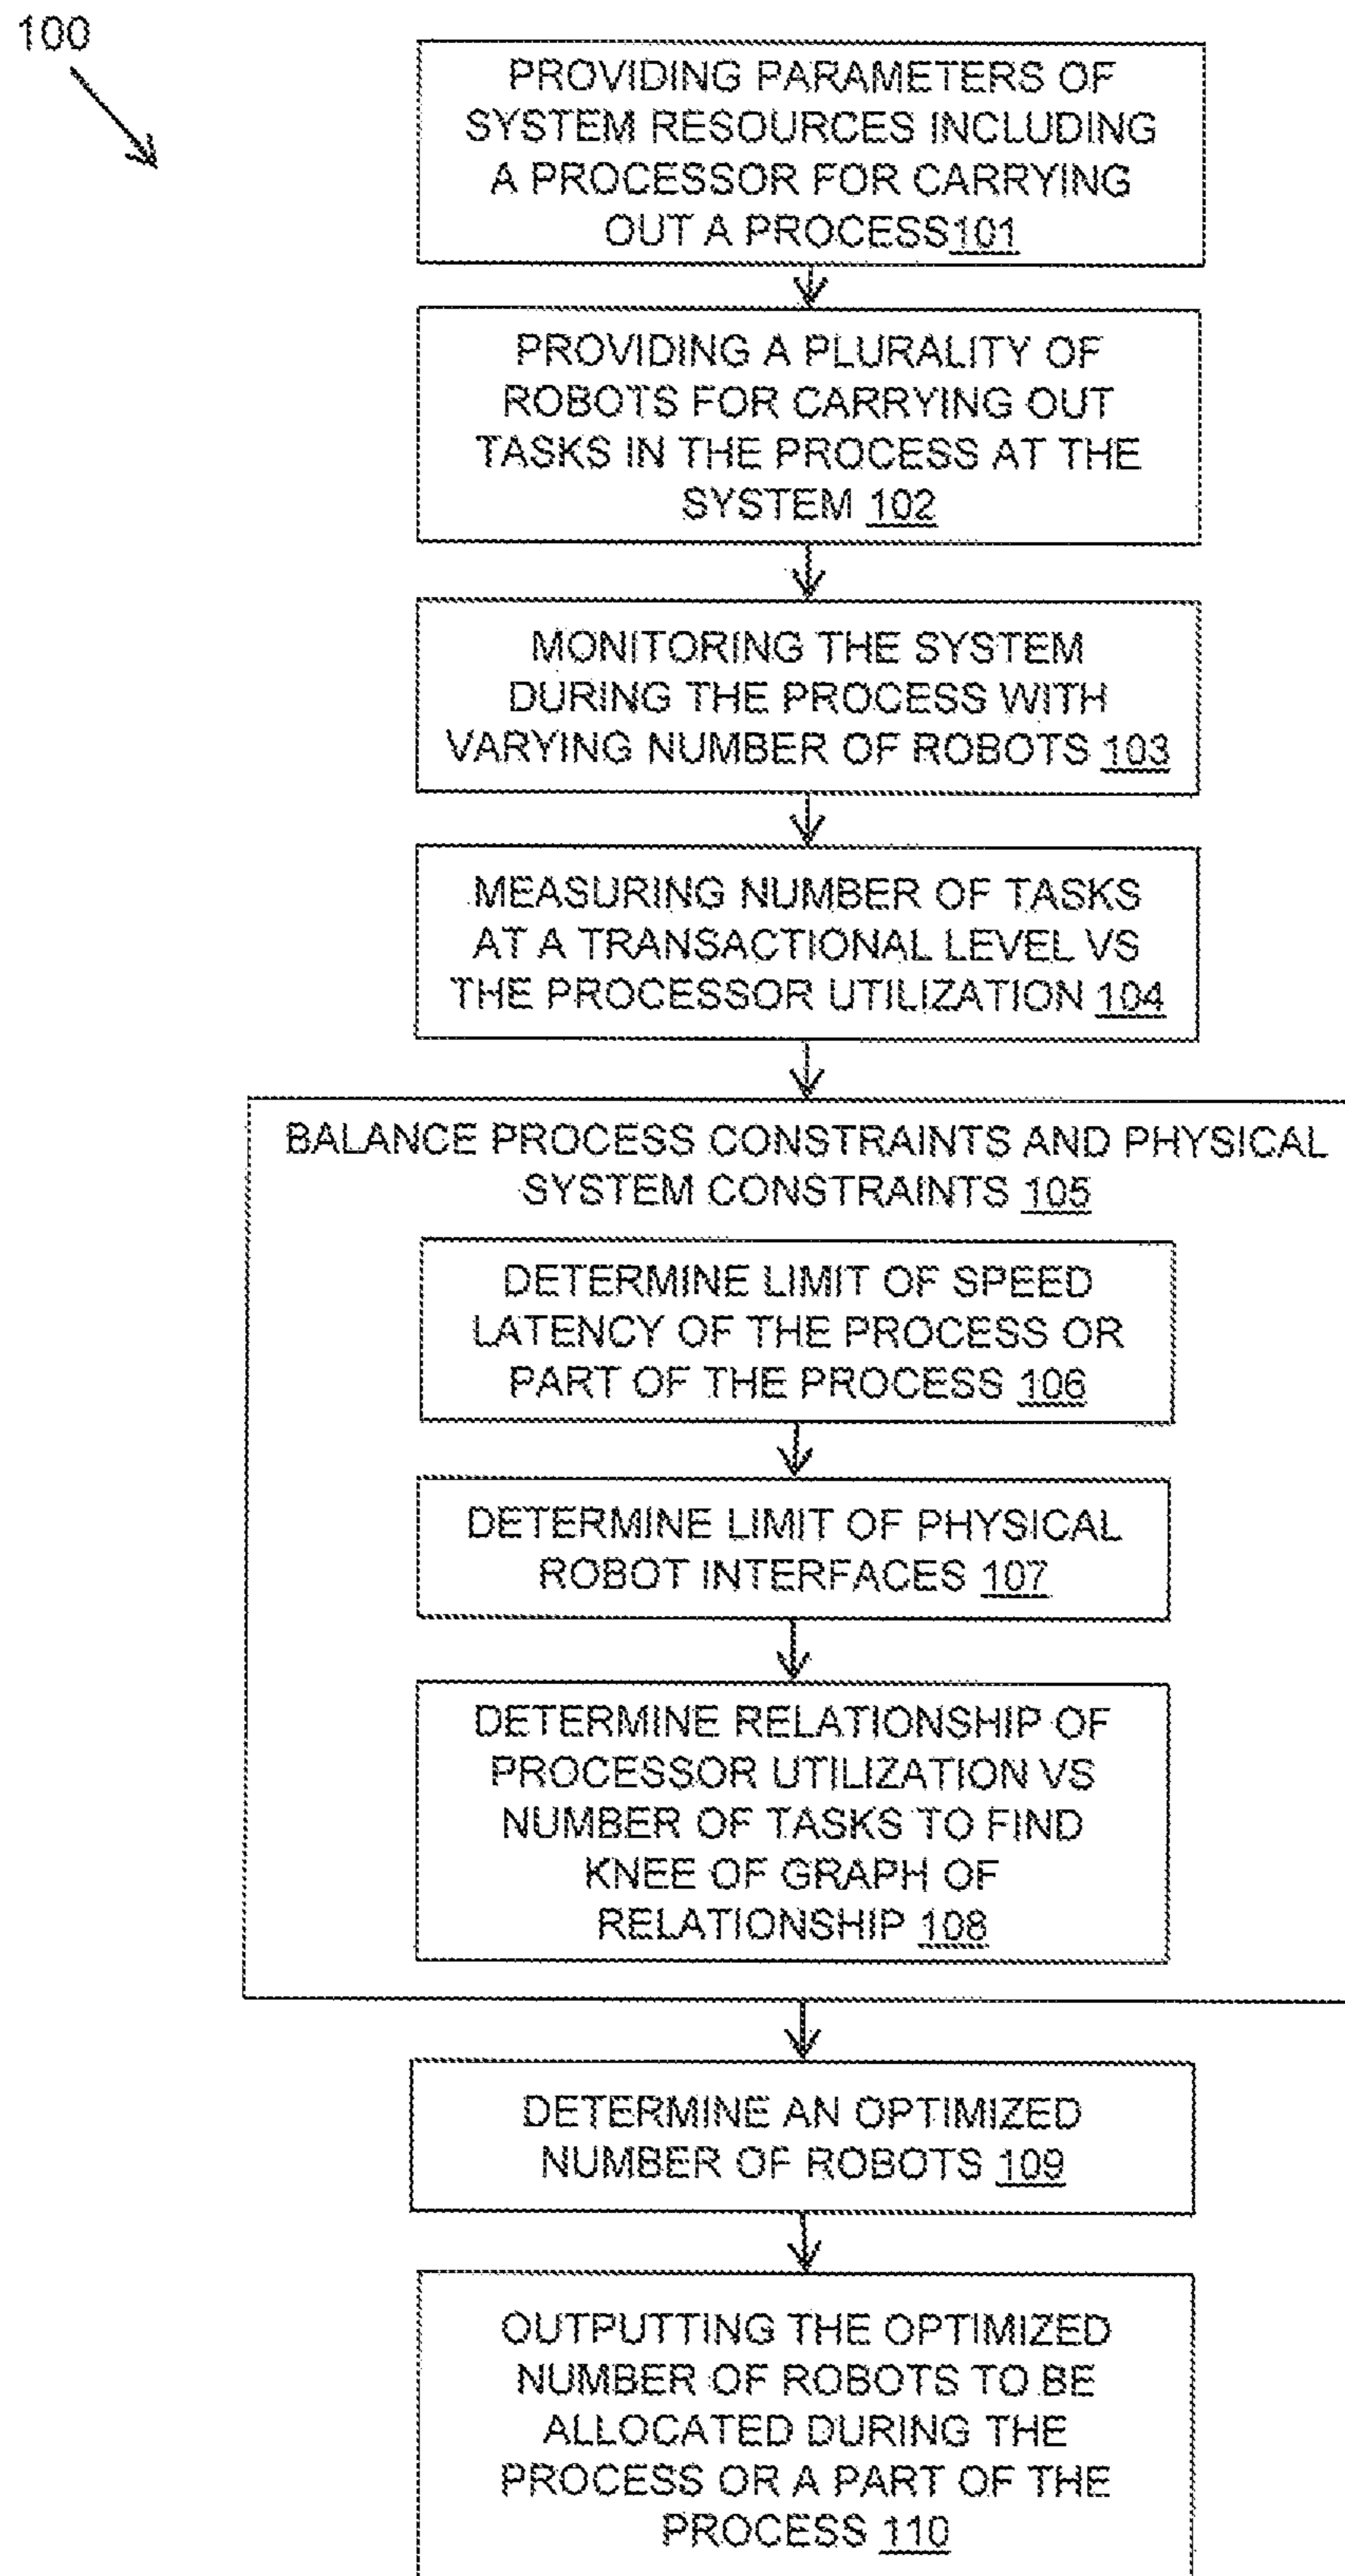 100
PROVIDING PARAMETERS OF
SYSTEM RESOURCES INCLUDING
A PROCESSOR FOR CARRYING
OUT A PROCESS101
PROVIDING A PLURALITY OF
ROBOTS FOR CARRYING OUT
TASKS IN THE PROCESS AT THE
SYSTEM 102
MONITORING THE SYSTEM
DURING THE PROCESS WITH
VARYING NUMBER OF ROBOTS 103
MEASURING NUMBER OF TASKS
AT A TRANSACTIONAL LEVEL VS
THE PROCESSOR UTILIZATION 104
BALANCE PROCESS CONSTRAINTS AND PHYSICAL
SYSTEM CONSTRAINTS 105
DETERMINE LIMIT OF SPEED
LATENCY OF THE PROCESS OR
PART OF THE PROCESS 106
DETERMINE LIMIT OF PHYSICAL
ROBOT INTERFACES 107
DETERMINE RELATIONSHIP OF
PROCESSOR UTILIZATION VS
NUMBER OF TASKS TO FIND
KNEE OF GRAPH OF
RELATIONSHIP 108
DETERMINE AN OPTIMIZED
NUMBER OF ROBOTS 109
OUTPUTTING THE OPTIMIZED
NUMBER OF ROBOTS TO BE
ALLOCATED DURING THE
PROCESS OR A PART OF THE
PROCESS 110